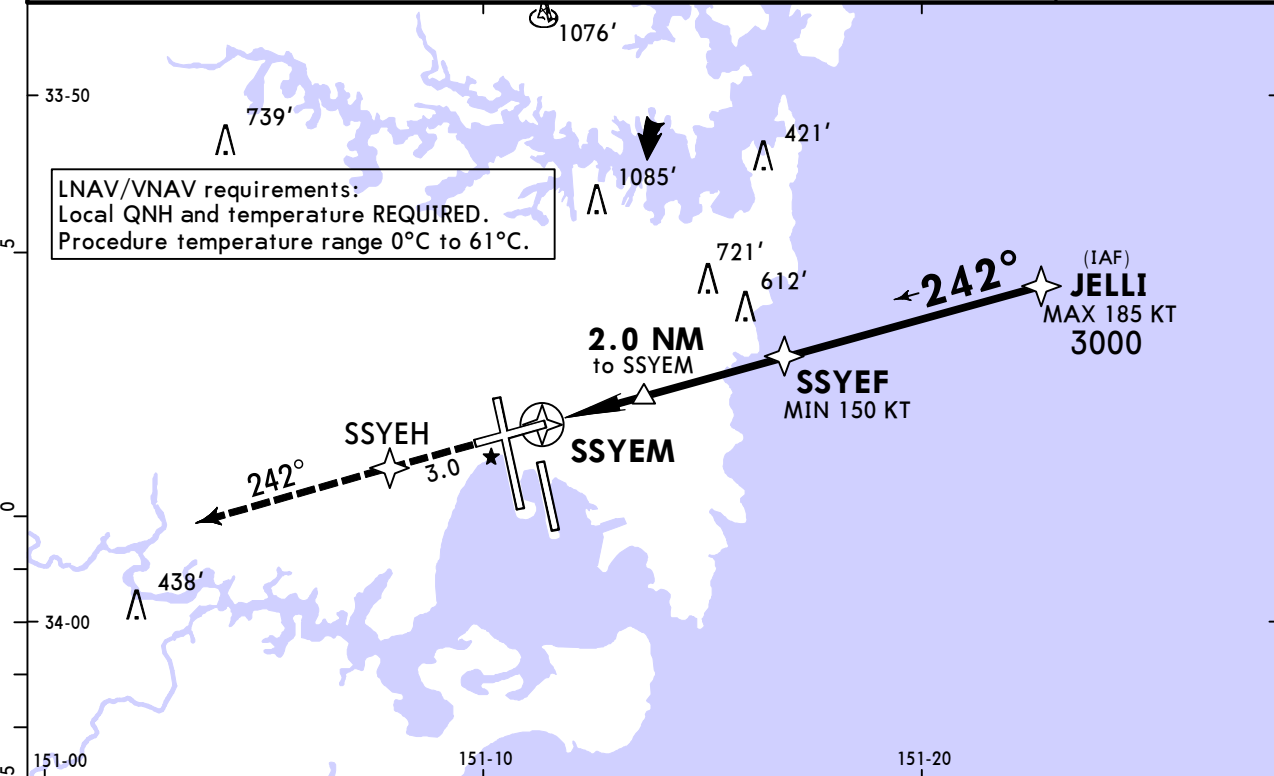 1076’
33-50
739’
421’
1085’
LNAV/VNAV requirements:
Local QNH and temperature REQUIRED.
Procedure temperature range 0°C to 61°C.
5
721’
612’
242°
(IAF)
JELLI
MAX 185 KT
3000
2.0 NM
to SSYEM
SSYEF
MIN 150 KT
SSYEH
SSYEM
3.0
242°
0
438’
34-00
151-00
151-10
151-20
5